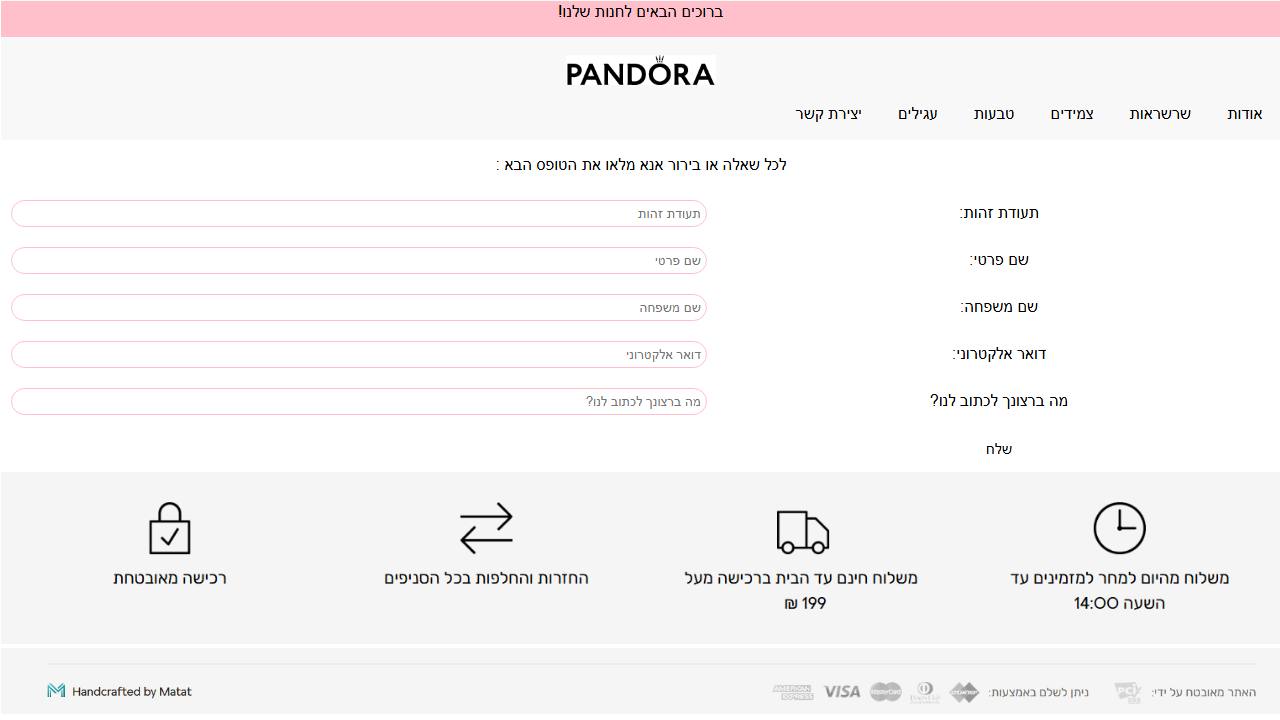 ברוכים הבאים לחנות שלנו!
PANDORA
אודות שרשראות צמידים טבעות עגילים יצירת קשר
לכל שאלה או בירור אנא מלאו את הטופס הבא :
תעודת זהות: תעודת זהות
שם פרטי: שם פרטי
שם משפחה: שם משפחה
דואר אלקטרוני: דואר אלקטרוני
מה ברצונך לכתוב לנו? מה ברצונך לכתוב לנו?
שלח
משלוח מהיום למחר למזמינים עד
השעה 14:00
משלוח חינם עד הבית ברכישה מעל
199 ₪
החזרות והחלפות בכל הסניפים
רכישה מאובטחת
האתר מאובטח על ידי: PCI
ניתן לשלם באמצעות: MasterCard VISA AMERICAN EXPRESS
Handcrafted by Matat